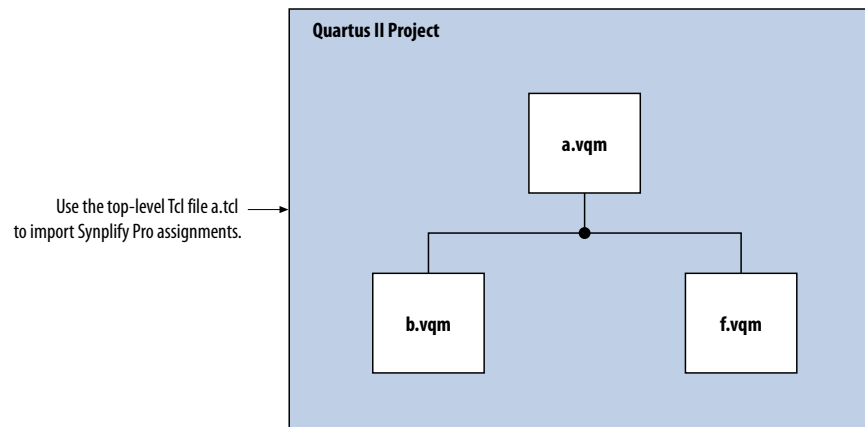 Quartus II Project
a.vqm
Use the top-level Tcl file a.tcl
to import Synplify Pro assignments.
b.vqm
f.vqm